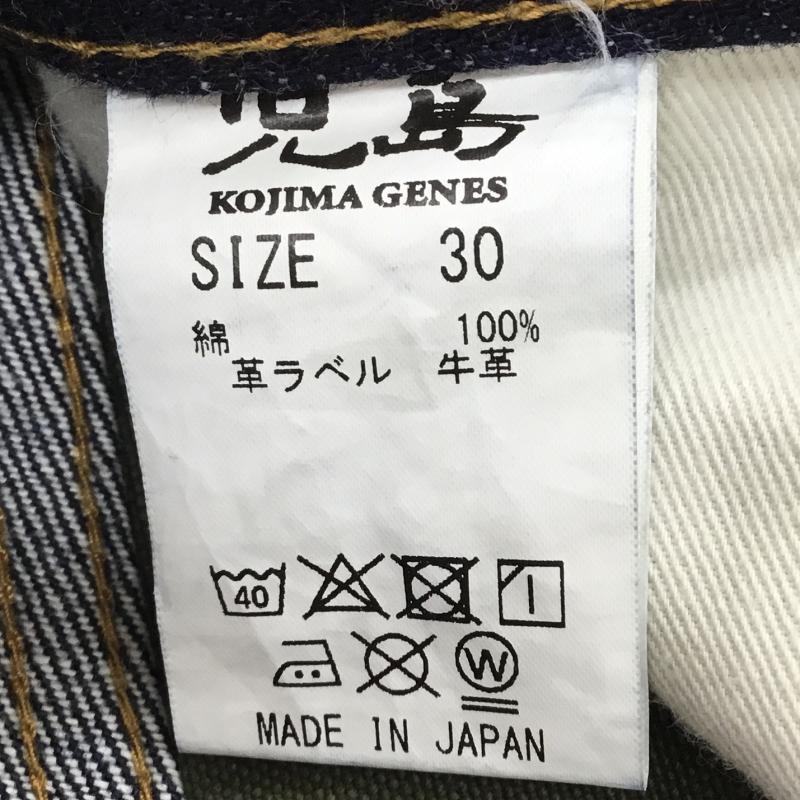 児島
KOJIMA GENES
SIZE 30
綿 100%
革ラベル 牛革
40
W
MADE IN JAPAN